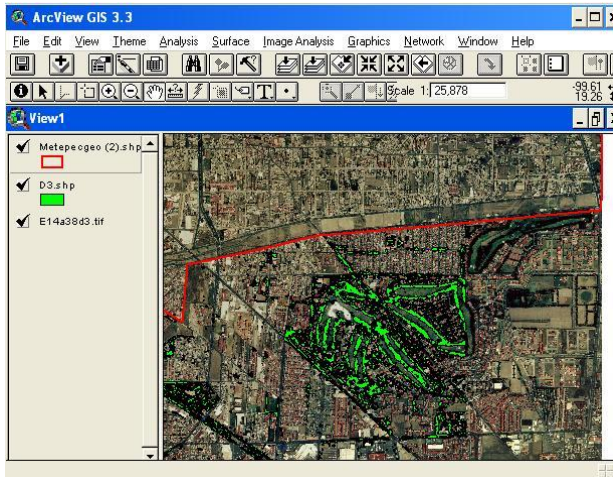 ArcView GIS 3.3
File Edit View Theme Analysis Surface Image Analysis Graphics Network Window Help
Scale 1: 25,878
-99.61
19.26
View1
Metepecgeo (2).shp
D3.shp
E14a38d3.tif